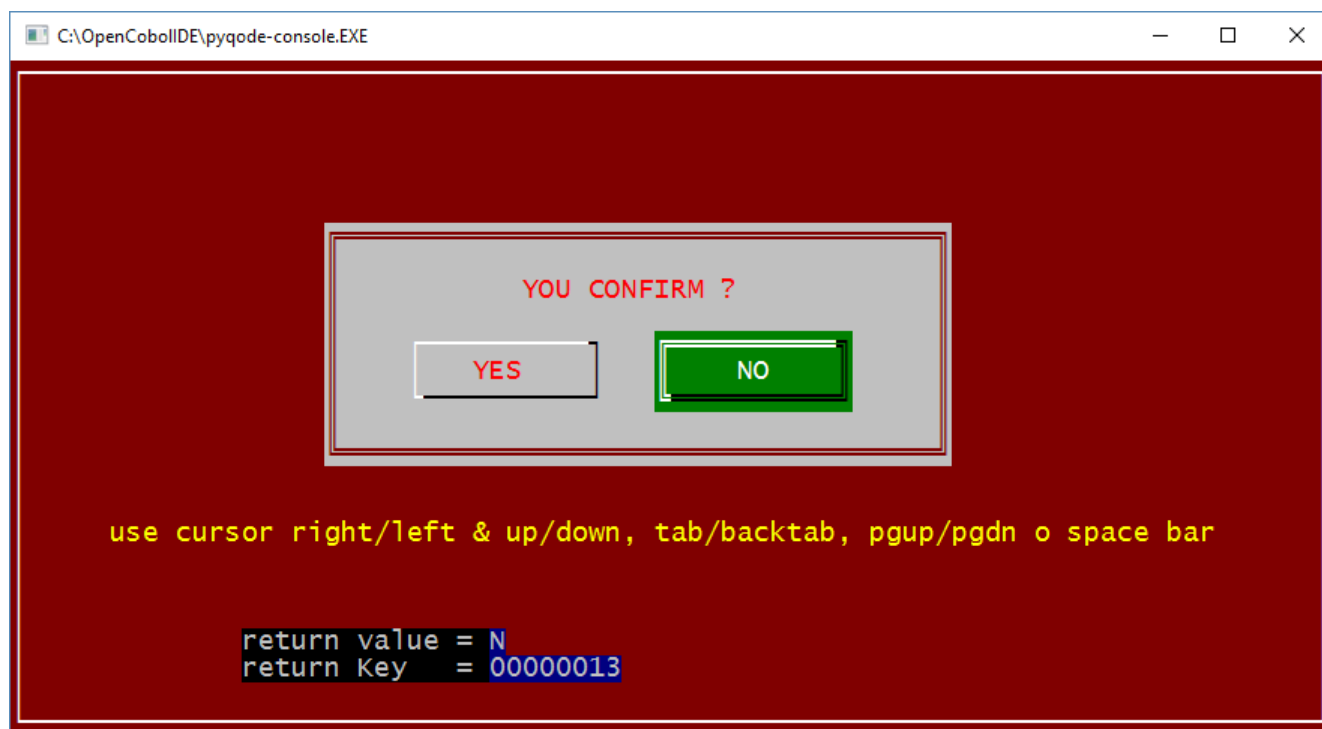 C:\OpenCobolIDE\pyqode-console.EXE
YOU CONFIRM ?
YES NO
use cursor right/left & up/down, tab/backtab, pgup/pgdn o space bar
return value = N
return Key   = 00000013